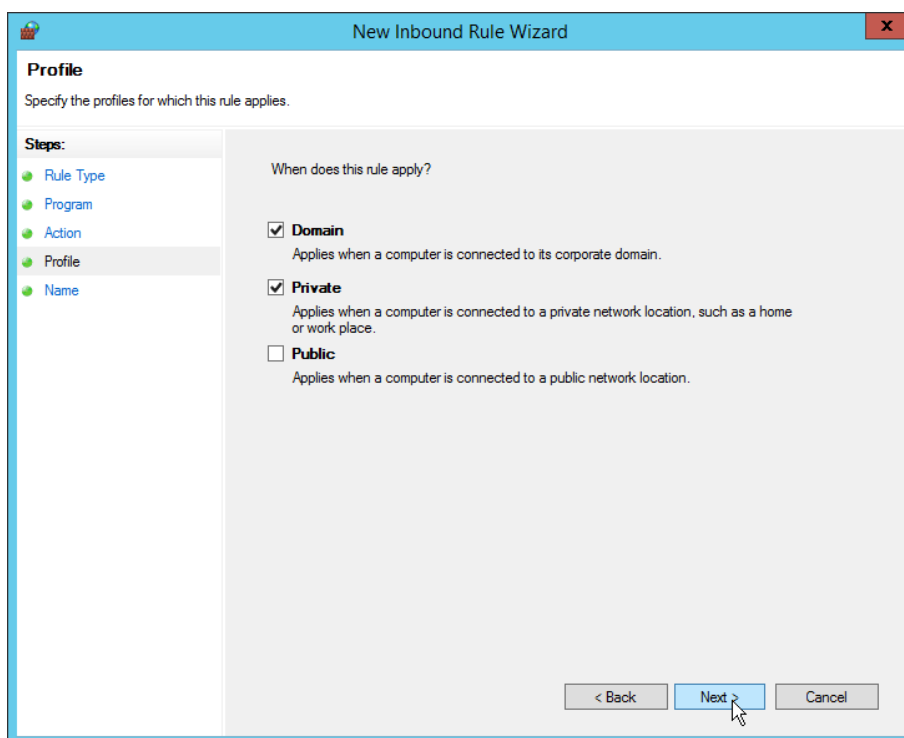 New Inbound Rule Wizard
x
Profile
Specify the profiles for which this rule applies.
Steps:
Rule Type
Program
Action
Profile
Name
When does this rule apply?
Domain
Applies when a computer is connected to its corporate domain.
Private
Applies when a computer is connected to a private network location, such as a home
or work place.
Public
Applies when a computer is connected to a public network location.
< Back
Next >
Cancel